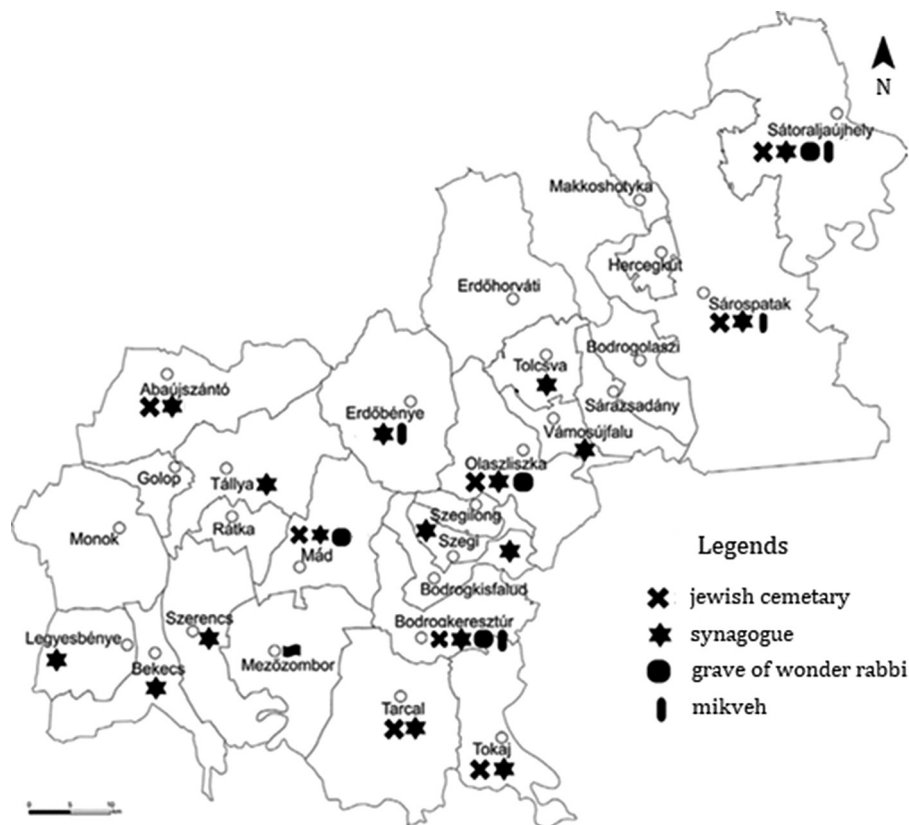 N
Sátoraljaújhely
Makkoshotyka
Hercegkút
Erdőhorváti
Sárospatak
Bodrogolaszi
Tolcsva
Abaújszántó
Sárazsadány
Erdőbénye
Vámosújfalu
Olaszliszka
Golop
Tállya
Szegilong
Rátka
Monok
Szegi
Legends
Mád
Bodrogkisfalud
jewish cemetary
Szerencs
Bodrogkeresztúr
synagogue
Legyesbénye
Mezőzombor
Bekecs
grave of wonder rabbi
Tarcal
mikveh
Tokaj
0 5 10